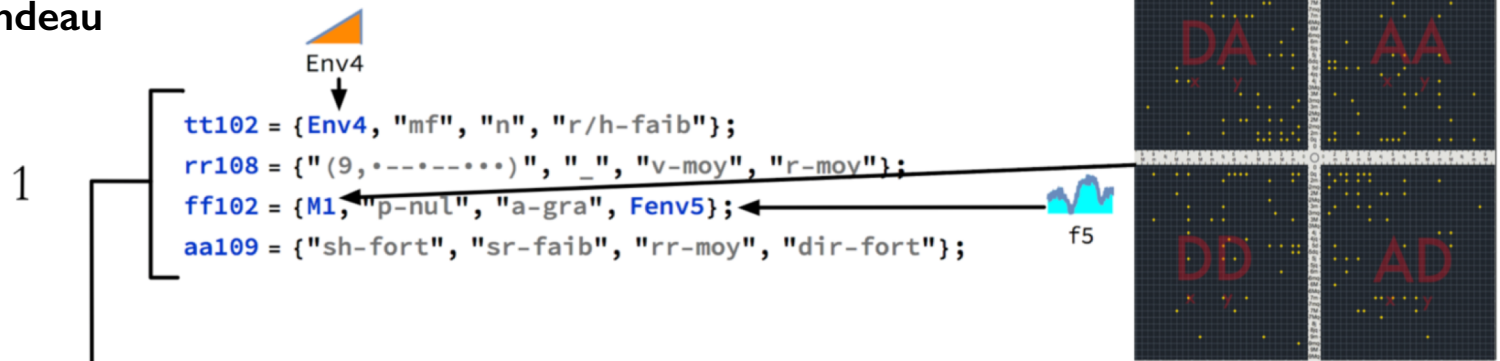 ndeau
Env4
1
tt102 = {Env4, "mf", "n", "r/h-faib"};
rr108 = {"(9,·--·--···)", "_", "v-moy", "r-moy"};
ff102 = {M1, "p-nul", "a-gra", Fenv5};
aa109 = {"sh-fort", "sr-faib", "rr-moy", "dir-fort"};
f5
DA AA
x y x y
DD AD
x y x y